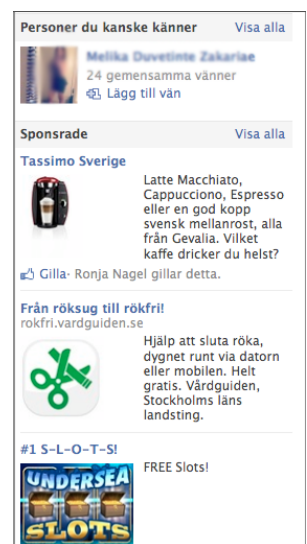 Personer du kanske känner Visa alla
24 gemensamma vänner
Lägg till vän
Sponsrade Visa alla
Tassimo Sverige
Latte Macchiato,
Cappuccino, Espresso
eller en god kopp
svensk mellanrost, alla
från Gevalia. Vilket
kaffe dricker du helst?
Gilla· Ronja Nagel gillar detta.
Från röksug till rökfri!
rokfri.vardguiden.se
Hjälp att sluta röka,
dygnet runt via datorn
eller mobilen. Helt
gratis. Vårdguiden,
Stockholms läns
landsting.
#1 S-L-O-T-S!
FREE Slots!
UNDERSEA
SLOTS